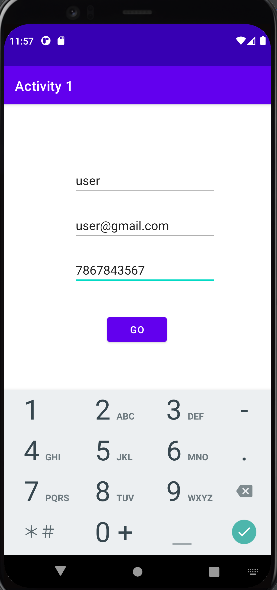 11:57
Activity 1
user
user@gmail.com
7867843567
GO
1 2 ABC 3 DEF -
4 GHI 5 JKL 6 MNO .
7 PQRS 8 TUV 9 WXYZ
*# 0 + _